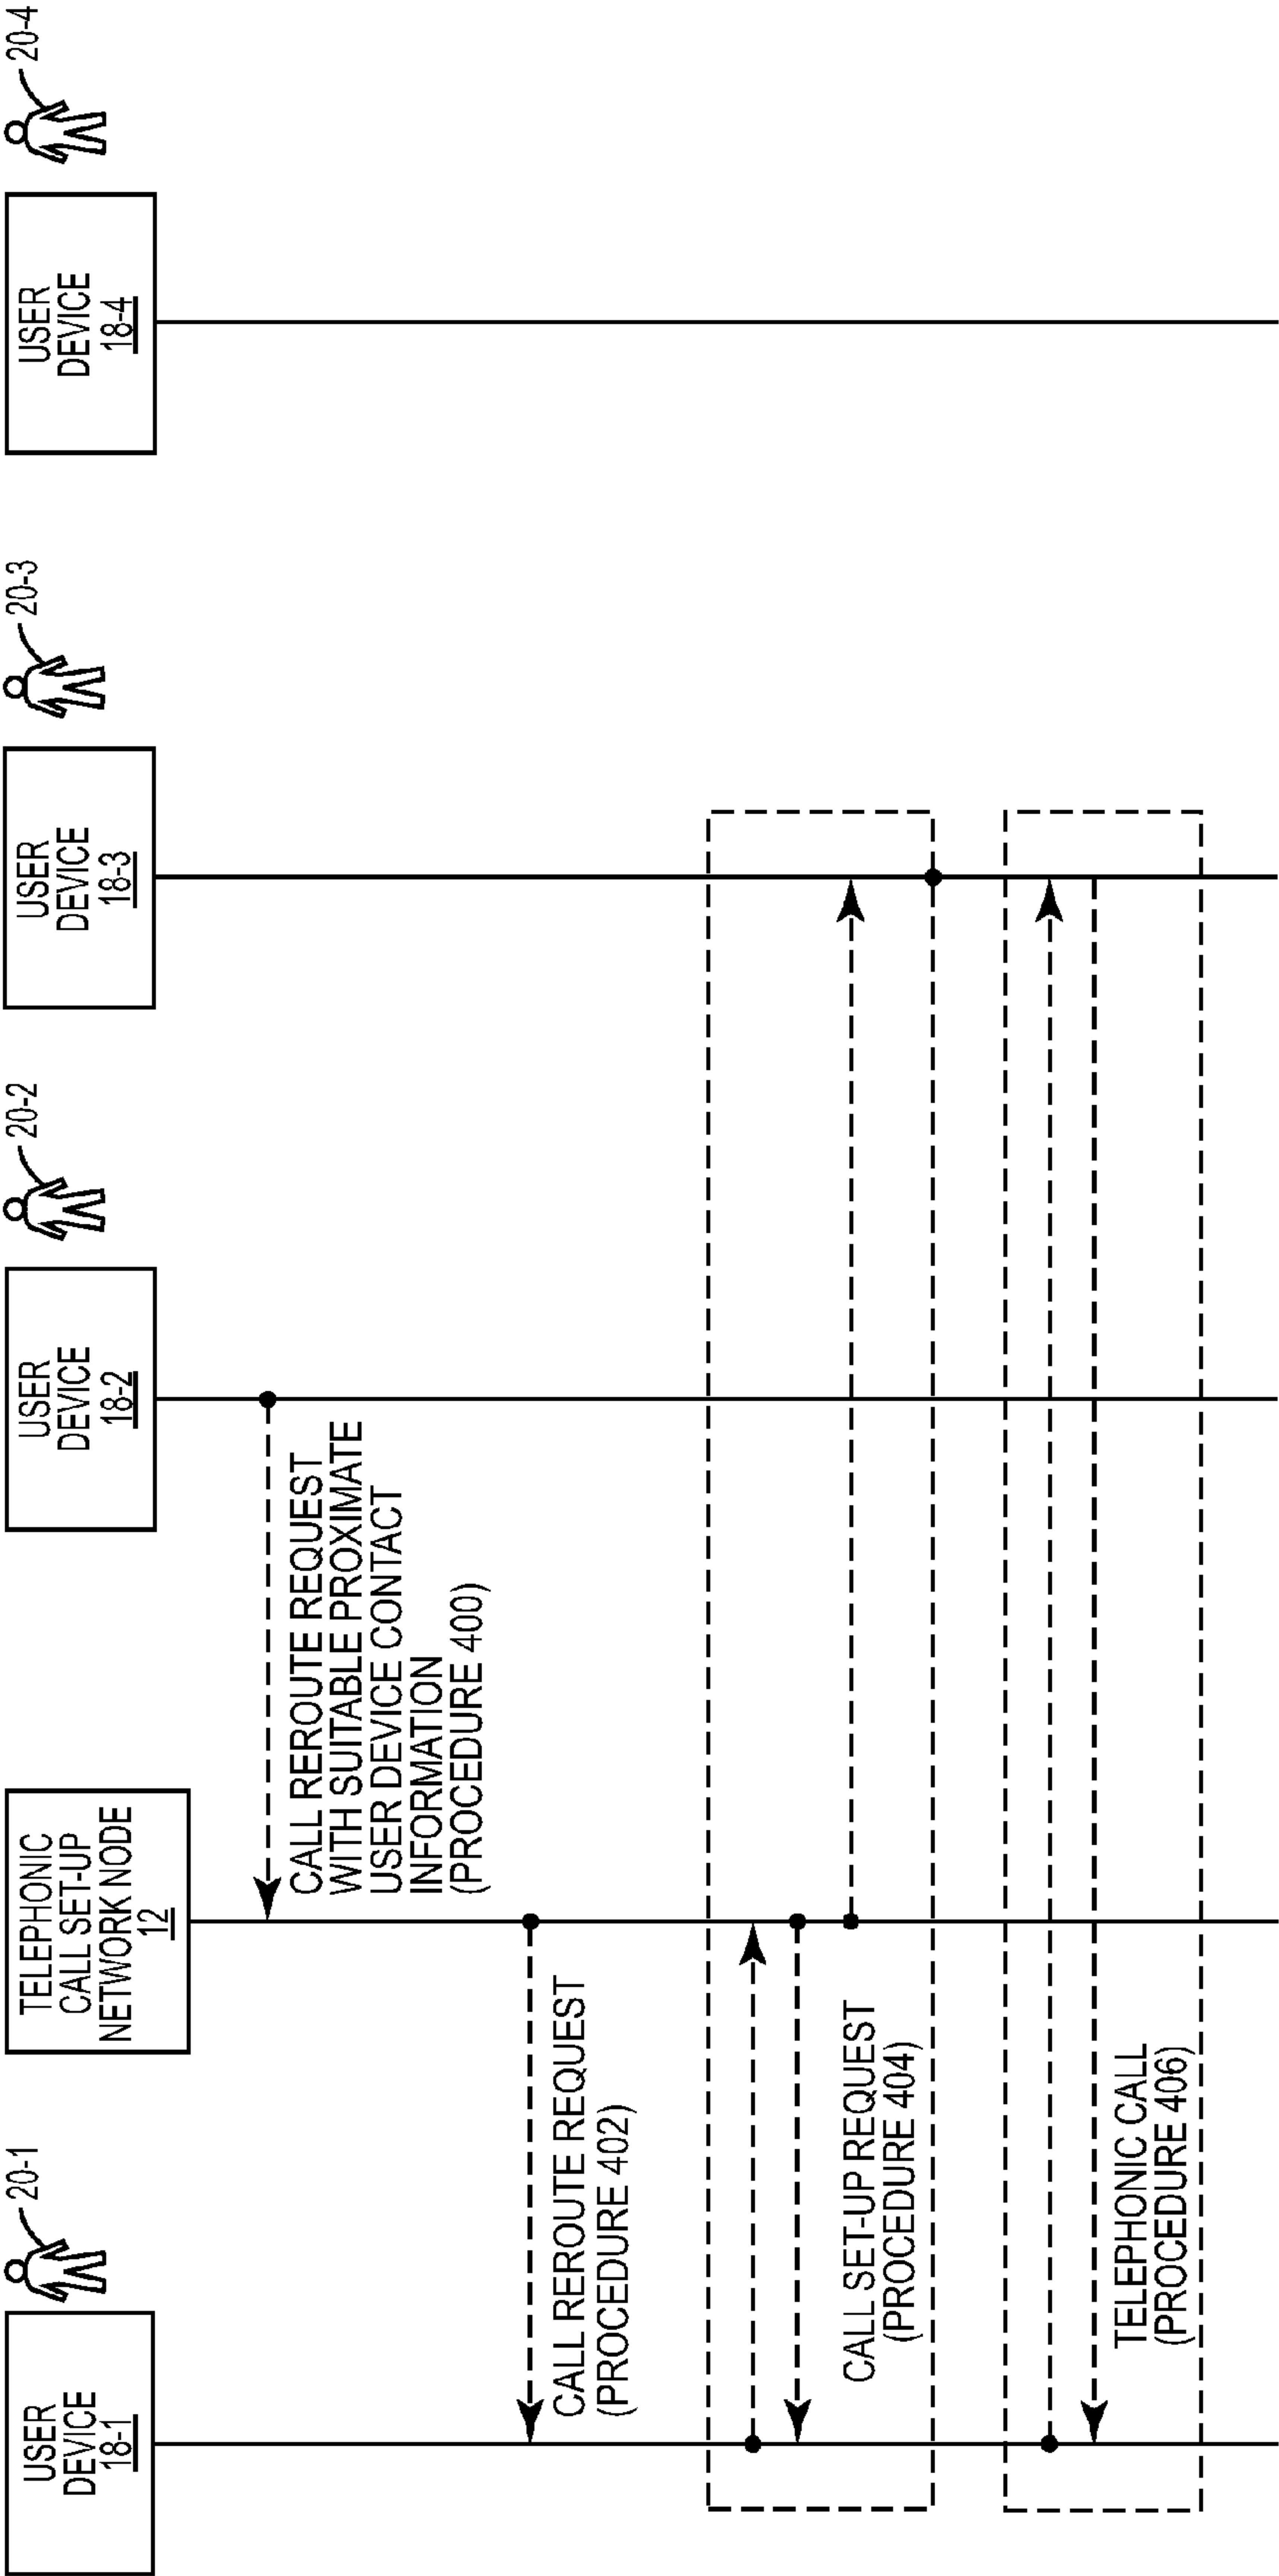 USER
DEVICE
18-1
20-1
TELEPHONIC
CALL SET-UP
NETWORK NODE
12
USER
DEVICE
18-2
20-2
USER
DEVICE
18-3
20-3
USER
DEVICE
18-4
20-4
CALL REROUTE REQUEST
WITH SUITABLE PROXIMATE
USER DEVICE CONTACT
INFORMATION
(PROCEDURE 400)
CALL REROUTE REQUEST
(PROCEDURE 402)
CALL SET-UP REQUEST
(PROCEDURE 404)
TELEPHONIC CALL
(PROCEDURE 406)